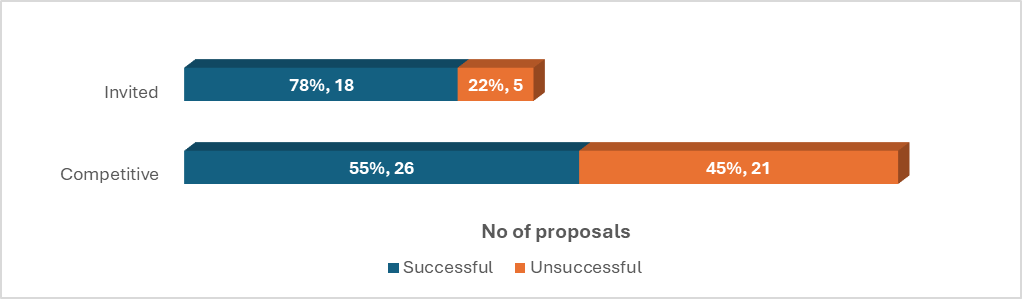 Invited 78%, 18 22%, 5
Competitive 55%, 26 45%, 21
No of proposals
Successful Unsuccessful